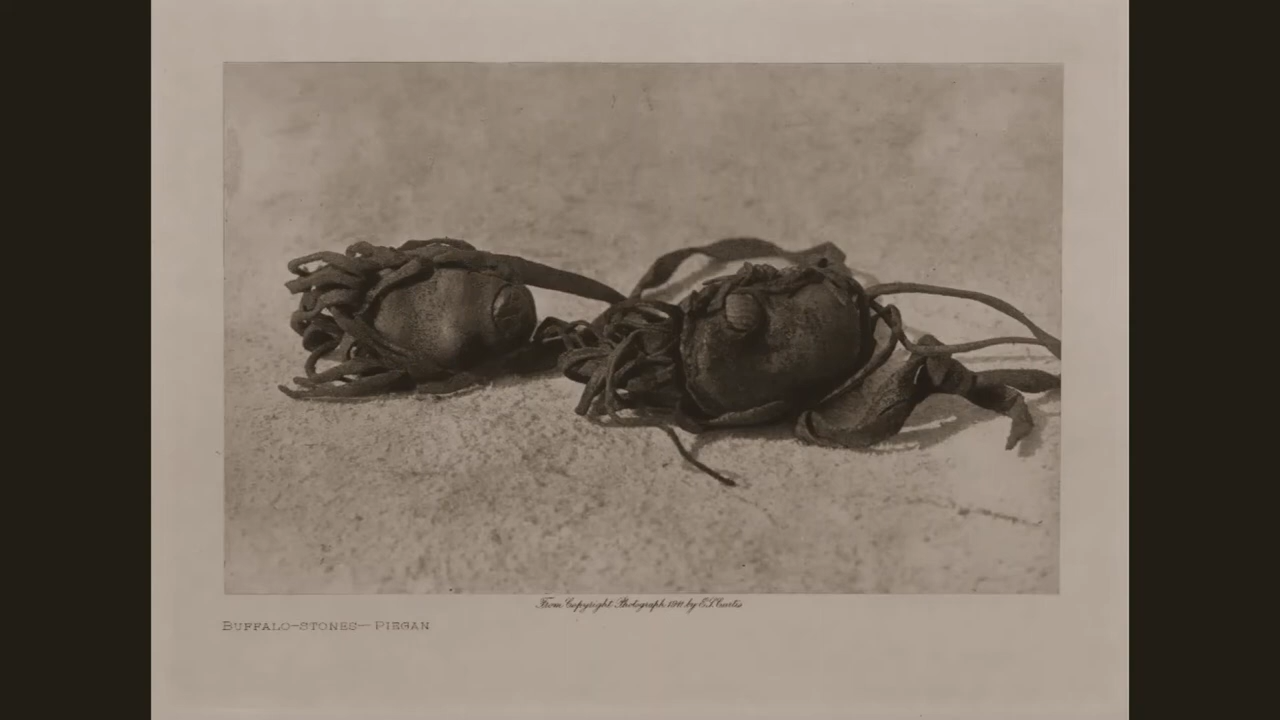 From Copyright Photograph 1911 by E.S. Curtis
BUFFALO-STONES—PIEGAN